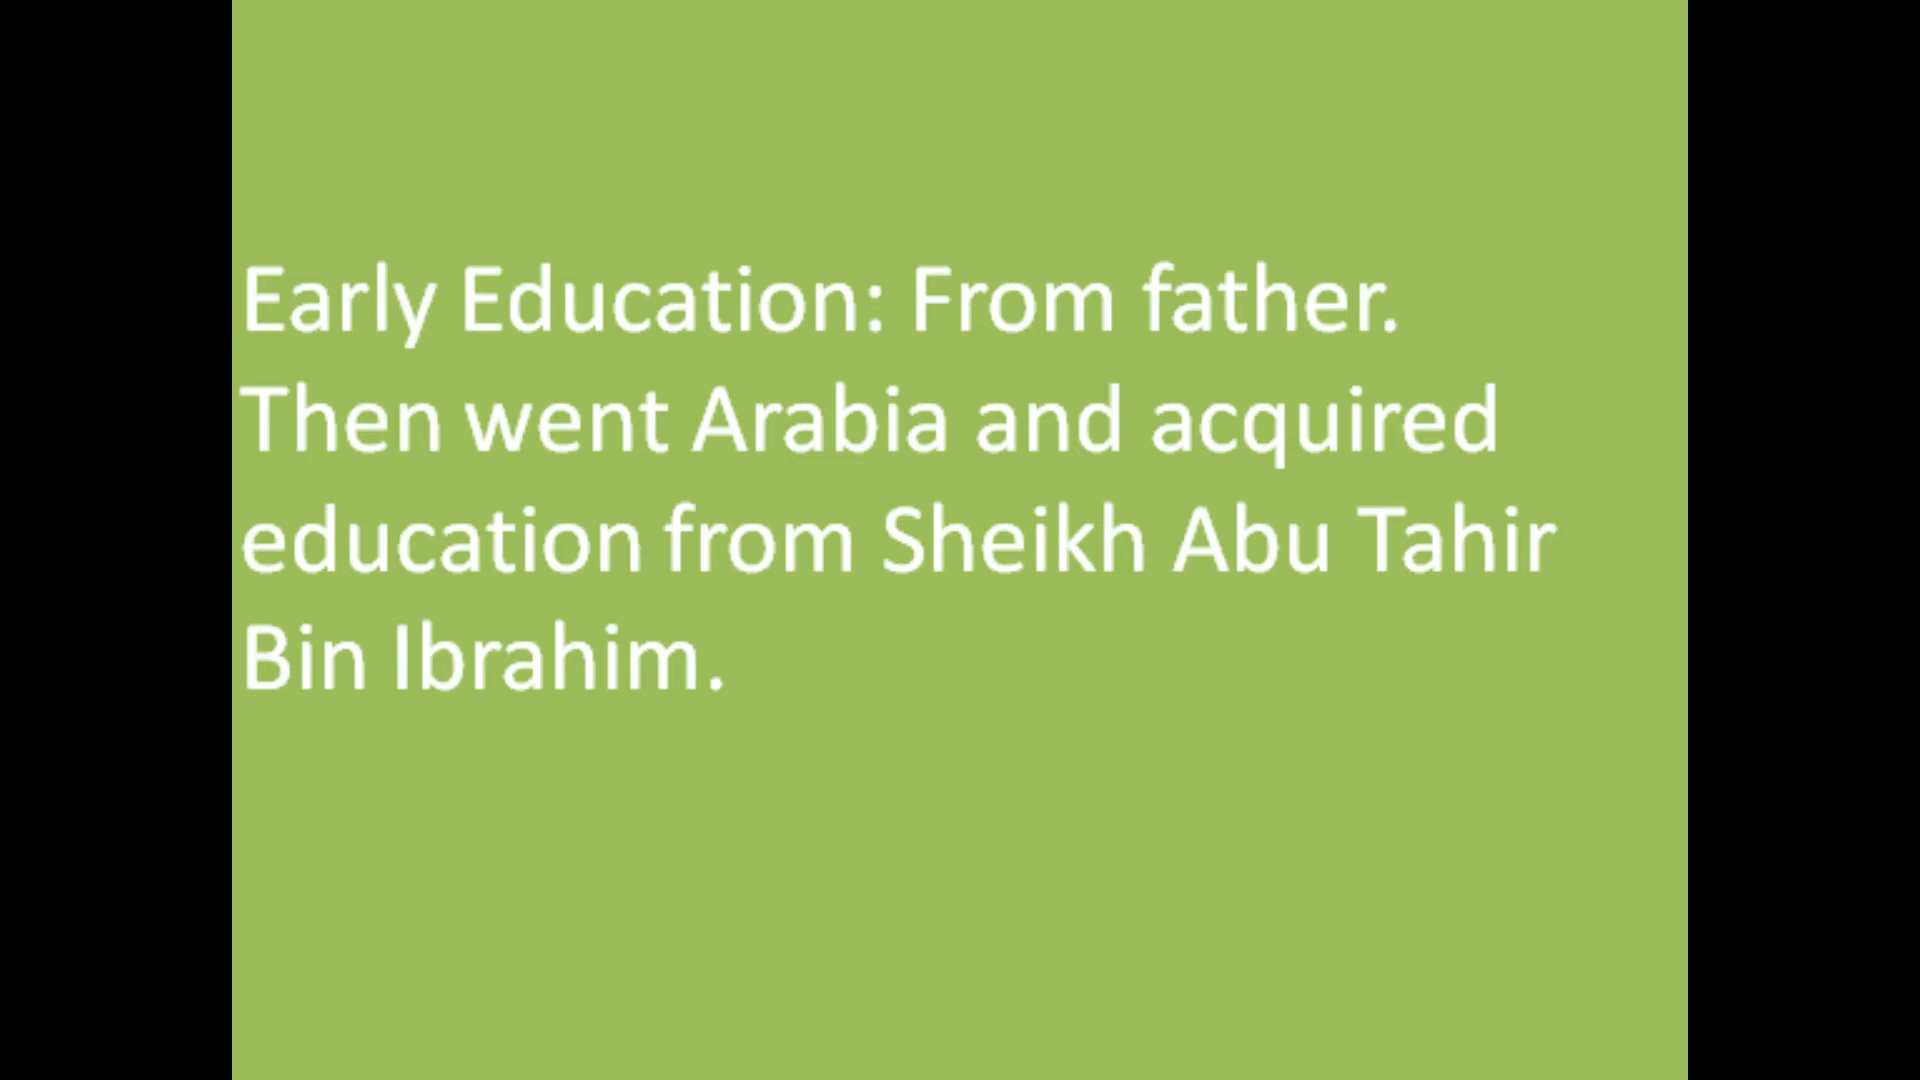 Early Education: From father.
Then went Arabia and acquired
education from Sheikh Abu Tahir
Bin Ibrahim.